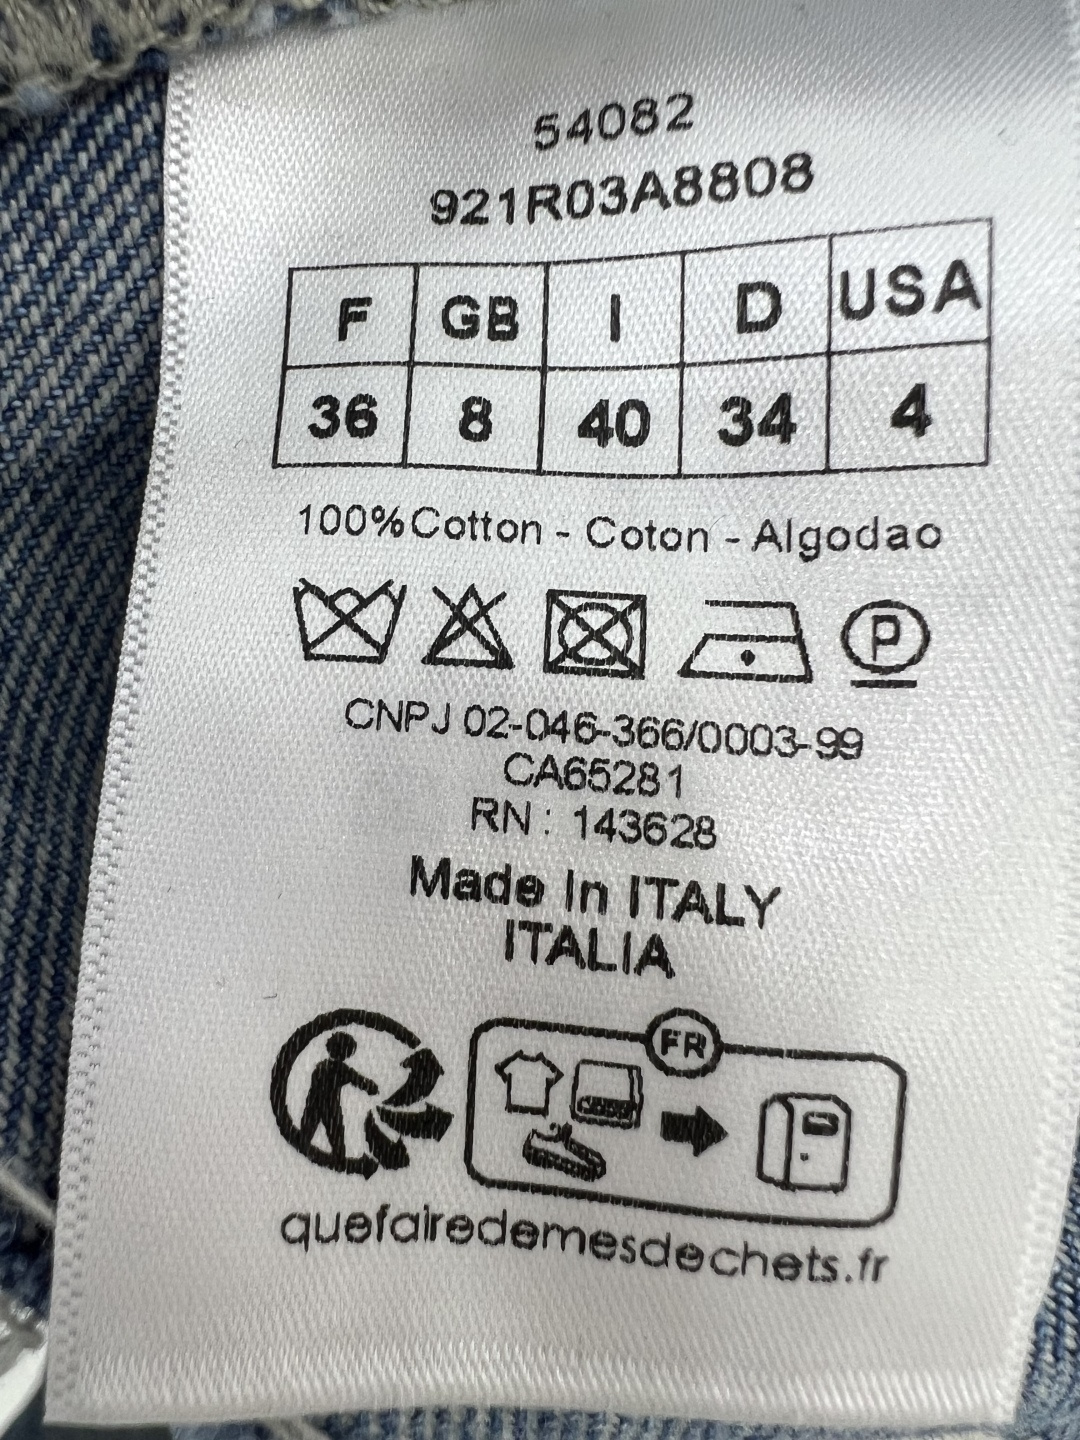 54082
921R03A8808
F GB I D USA
36 8 40 34 4
100%Cotton - Coton - Algodao
P
CNPJ 02-046-366/0003-99
CA65281
RN : 143628
Made In ITALY
ITALIA
FR
quefairedemesdechets.fr